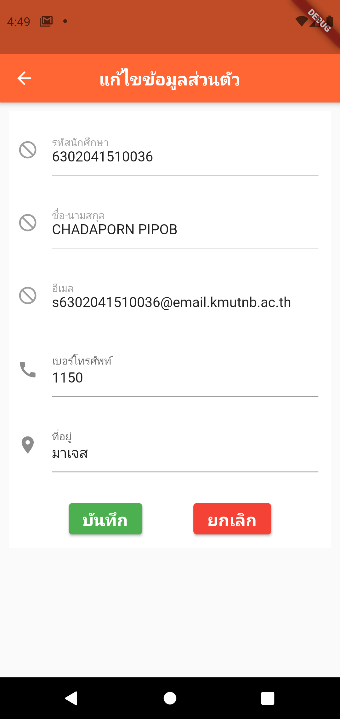 4:49
DEBUG
แก้ไขข้อมูลส่วนตัว
รหัสนักศึกษา
6302041510036
ชื่อ-นามสกุล
CHADAPORN PIPOB
อีเมล
s6302041510036@email.kmutnb.ac.th
เบอร์โทรศัพท์
1150
ที่อยู่
มาเจส
บันทึก
ยกเลิก